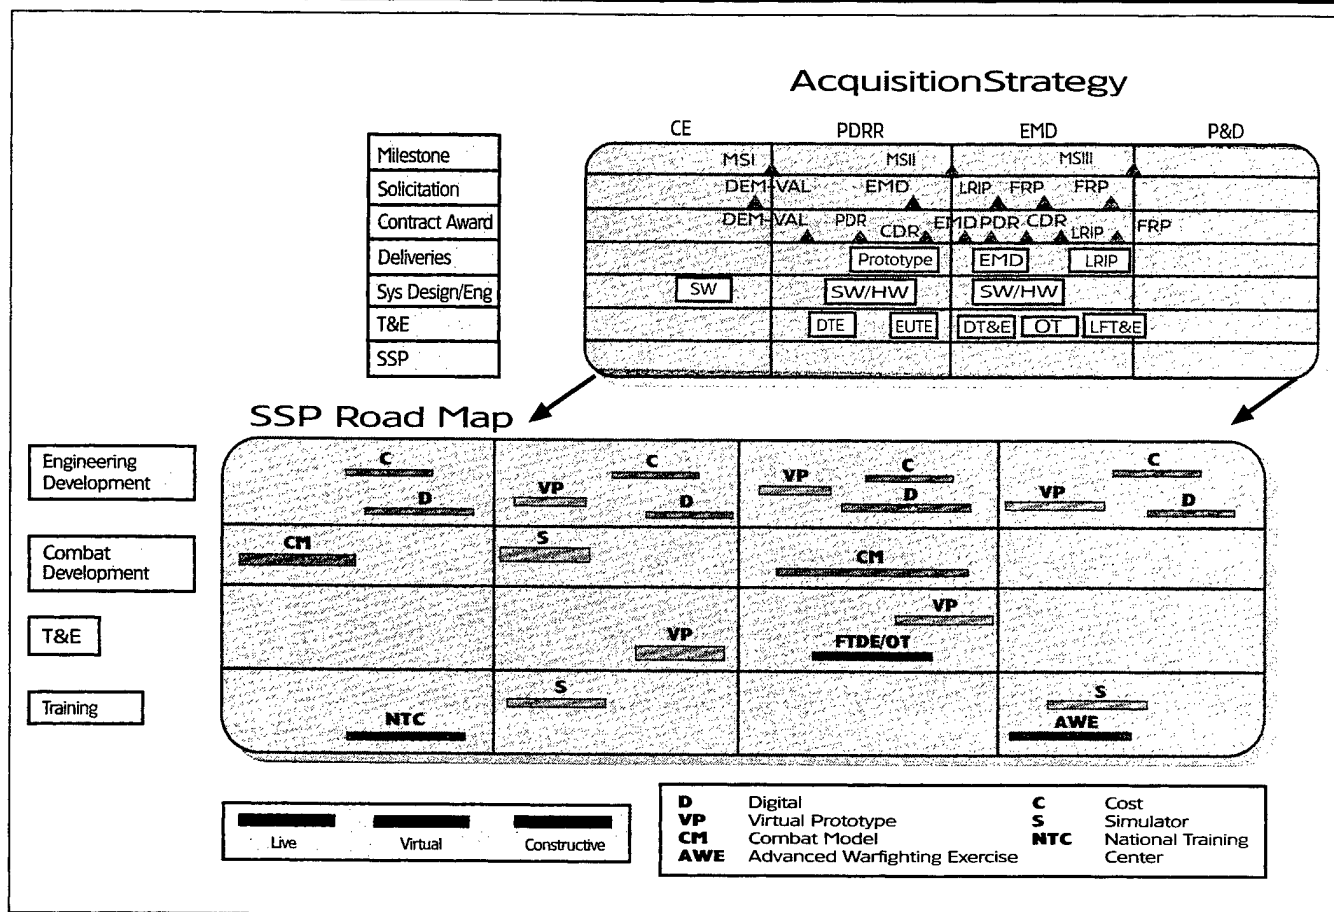 Acquisition Strategy
CE PDRR EMD P&D
Milestone MSI MSII MSIII
Solicitation DEM-VAL EMD LRIP FRP FRP
Contract Award DEM-VAL PDR CDR EMD PDR CDR LRIP FRP
Deliveries Prototype EMD LRIP
Sys Design/Eng SW SW/HW SW/HW
T&E DTE EUTE DT&E OT LFT&E
SSP
SSP Road Map
Engineering
Development
C C VP C C
D VP D D VP D
Combat
Development
CM S CM
T&E
VP VP
FTDE/OT
Training
S S
NTC AWE
Live Virtual Constructive
D Digital C Cost
VP Virtual Prototype S Simulator
CM Combat Model NTC National Training
AWE Advanced Warfighting Exercise Center